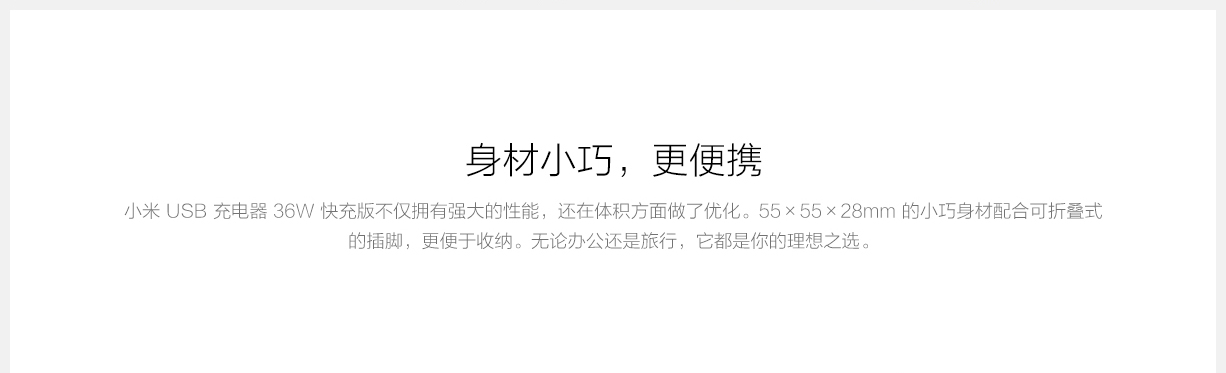 身材小巧，更便携
小米 USB 充电器 36W 快充版不仅拥有强大的性能，还在体积方面做了优化。55×55×28mm 的小巧身材配合可折叠式
的插脚，更便于收纳。无论办公还是旅行，它都是你的理想之选。